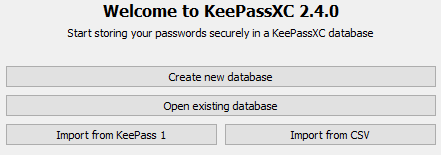 Welcome to KeePassXC 2.4.0
Start storing your passwords securely in a KeePassXC database
Create new database
Open existing database
Import from KeePass 1
Import from CSV